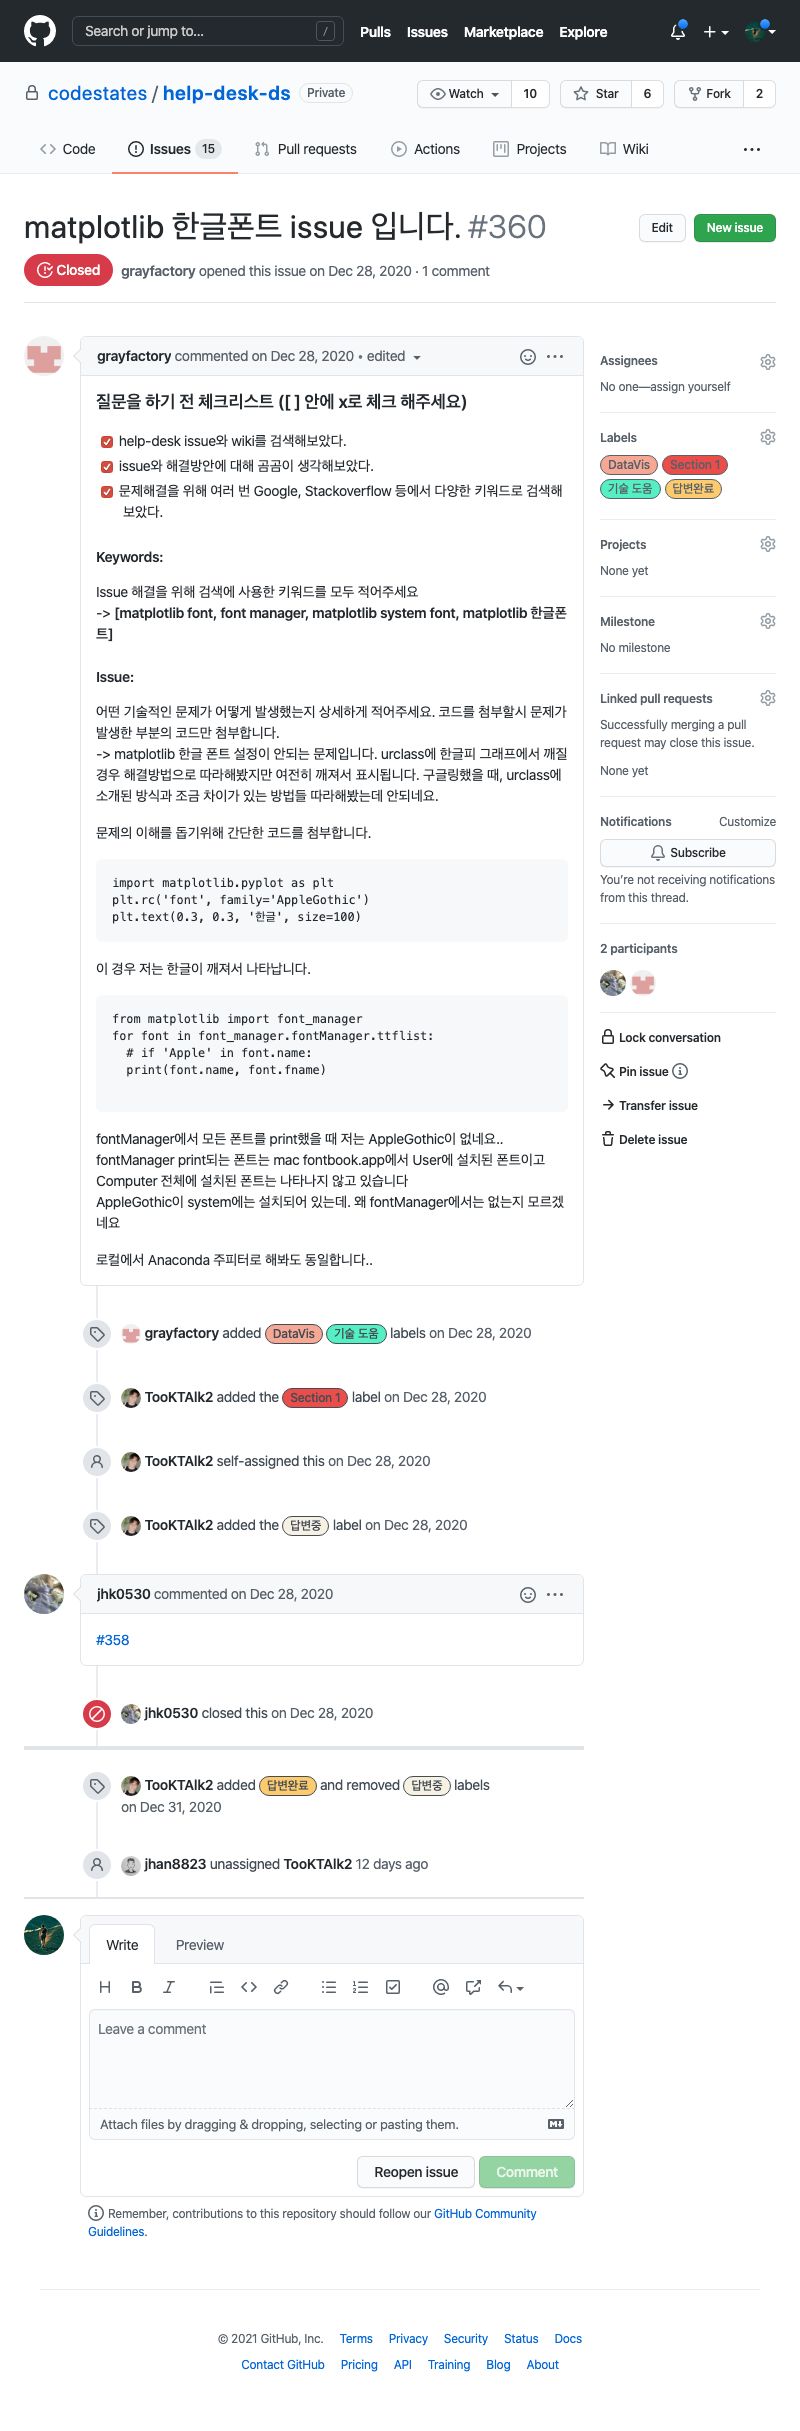 Search or jump to...
/
Pulls
Issues
Marketplace
Explore
codestates / help-desk-ds
Private
Watch
10
Star
6
Fork
2
Code
Issues 15
Pull requests
Actions
Projects
Wiki
matplotlib 한글폰트 issue 입니다. #360
Edit
New issue
Closed
grayfactory opened this issue on Dec 28, 2020 · 1 comment
grayfactory commented on Dec 28, 2020 • edited
질문을 하기 전 체크리스트 ([ ] 안에 x로 체크 해주세요)
help-desk issue와 wiki를 검색해보았다.
issue와 해결방안에 대해 곰곰이 생각해보았다.
문제해결을 위해 여러 번 Google, Stackoverflow 등에서 다양한 키워드로 검색해
보았다.
Keywords:
Issue 해결을 위해 검색에 사용한 키워드를 모두 적어주세요
-> [matplotlib font, font manager, matplotlib system font, matplotlib 한글폰
트]
Issue:
어떤 기술적인 문제가 어떻게 발생했는지 상세하게 적어주세요. 코드를 첨부할시 문제가
발생한 부분의 코드만 첨부합니다.
-> matplotlib 한글 폰트 설정이 안되는 문제입니다. urclass에 한글피 그래프에서 깨질
경우 해결방법으로 따라해봤지만 여전히 깨져서 표시됩니다. 구글링했을 때, urclass에
소개된 방식과 조금 차이가 있는 방법들 따라해봤는데 안되네요.
문제의 이해를 돕기위해 간단한 코드를 첨부합니다.
import matplotlib.pyplot as plt
plt.rc('font', family='AppleGothic')
plt.text(0.3, 0.3, '한글', size=100)
이 경우 저는 한글이 깨져서 나타납니다.
from matplotlib import font_manager
for font in font_manager.fontManager.ttflist:
# if 'Apple' in font.name:
print(font.name, font.fname)
fontManager에서 모든 폰트를 print했을 때 저는 AppleGothic이 없네요..
fontManager print되는 폰트는 mac fontbook.app에서 User에 설치된 폰트이고
Computer 전체에 설치된 폰트는 나타나지 않고 있습니다
AppleGothic이 system에는 설치되어 있는데. 왜 fontManager에서는 없는지 모르겠
네요
로컬에서 Anaconda 주피터로 해봐도 동일합니다..
Assignees
No one—assign yourself
Labels
DataVis
Section 1
기술 도움
답변완료
Projects
None yet
Milestone
No milestone
Linked pull requests
Successfully merging a pull
request may close this issue.
None yet
Notifications
Customize
Subscribe
You're not receiving notifications
from this thread.
2 participants
Lock conversation
Pin issue
Transfer issue
Delete issue
grayfactory added DataVis 기술 도움 labels on Dec 28, 2020
TooKTAlk2 added the Section 1 label on Dec 28, 2020
TooKTAlk2 self-assigned this on Dec 28, 2020
TooKTAlk2 added the 답변중 label on Dec 28, 2020
jhk0530 commented on Dec 28, 2020
#358
jhk0530 closed this on Dec 28, 2020
TooKTAlk2 added 답변완료 and removed 답변중 labels
on Dec 31, 2020
jhan8823 unassigned TooKTAlk2 12 days ago
Write
Preview
H B I
Leave a comment
Attach files by dragging & dropping, selecting or pasting them.
Reopen issue
Comment
Remember, contributions to this repository should follow our GitHub Community
Guidelines.
© 2021 GitHub, Inc.
Terms
Privacy
Security
Status
Docs
Contact GitHub
Pricing
API
Training
Blog
About